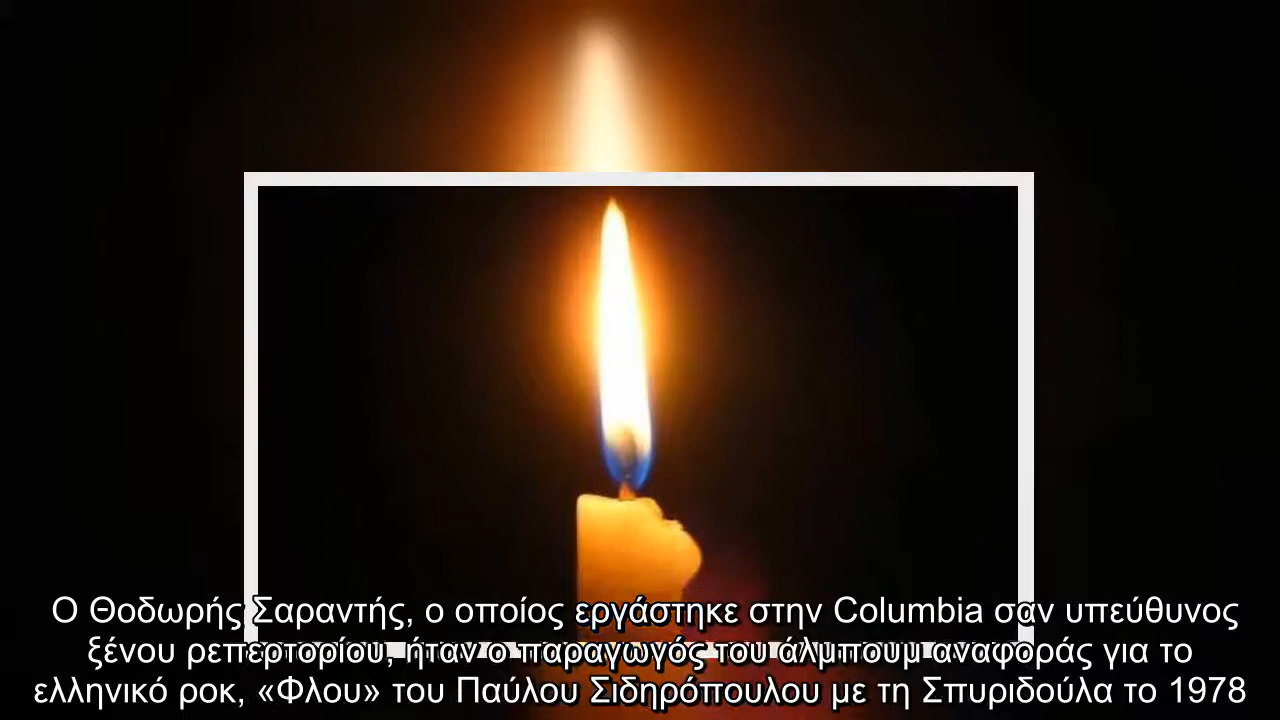 Ο Θοδωρής Σαραντής, ο οποίος εργάστηκε στην Columbia σαν υπεύθυνος
ξένου ρεπερτορίου, ήταν ο παραγωγός του άλμπουμ αναφοράς για το
ελληνικό ροκ, «Φλου» του Παύλου Σιδηρόπουλου με τη Σπυριδούλα το 1978